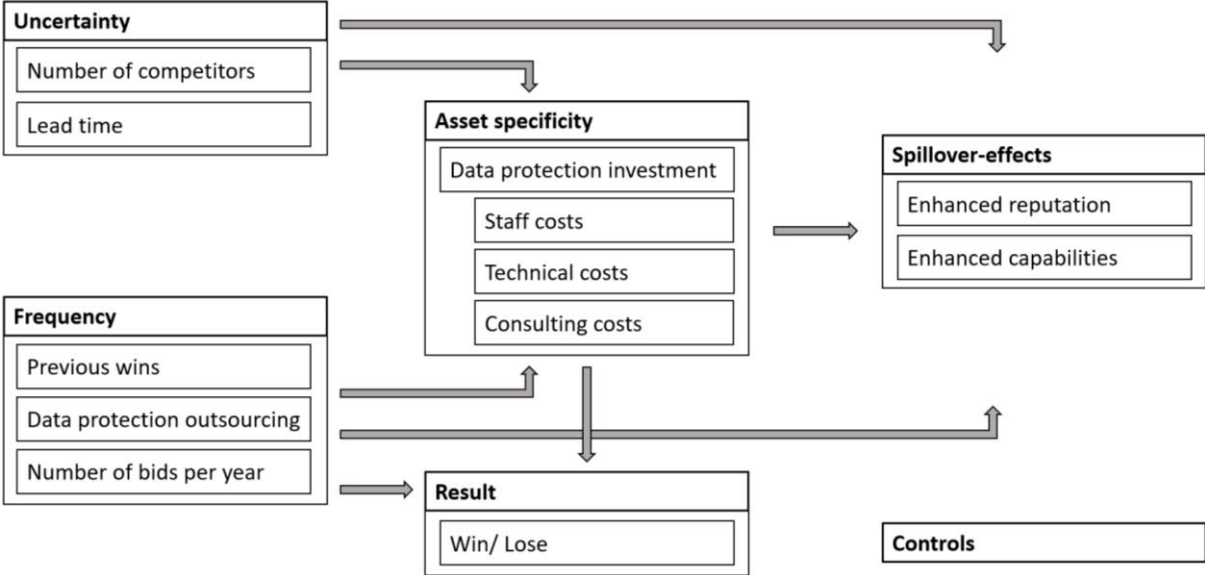 Uncertainty
Number of competitors
Lead time
Asset specificity
Data protection investment
Staff costs
Technical costs
Consulting costs
Spillover-effects
Enhanced reputation
Enhanced capabilities
Frequency
Previous wins
Data protection outsourcing
Number of bids per year
Result
Win/ Lose
Controls